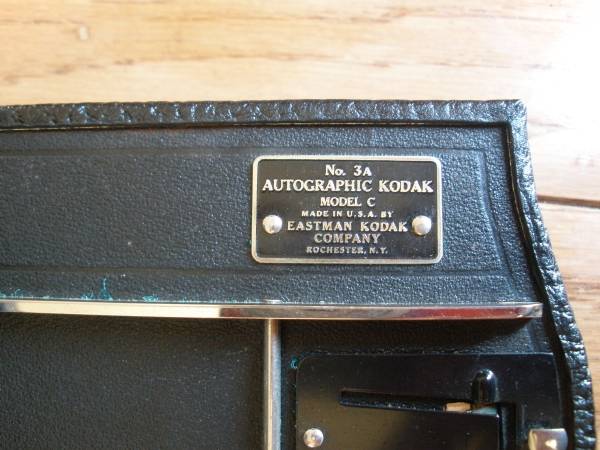 No. 3A
AUTOGRAPHIC KODAK
MODEL C
MADE IN U.S.A. BY
EASTMAN KODAK
COMPANY
ROCHESTER, N.Y.